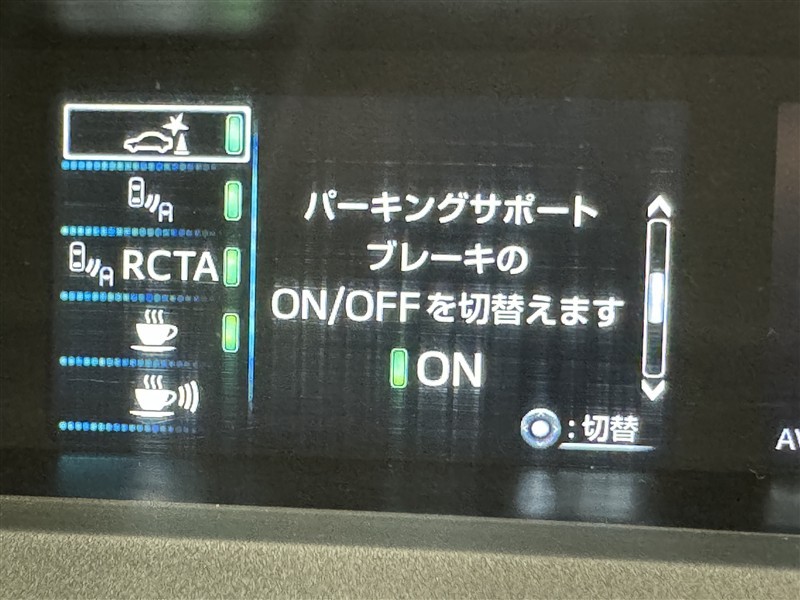 RCTA
パーキングサポート
ブレーキの
ON/OFFを切替えます
ON
:切替